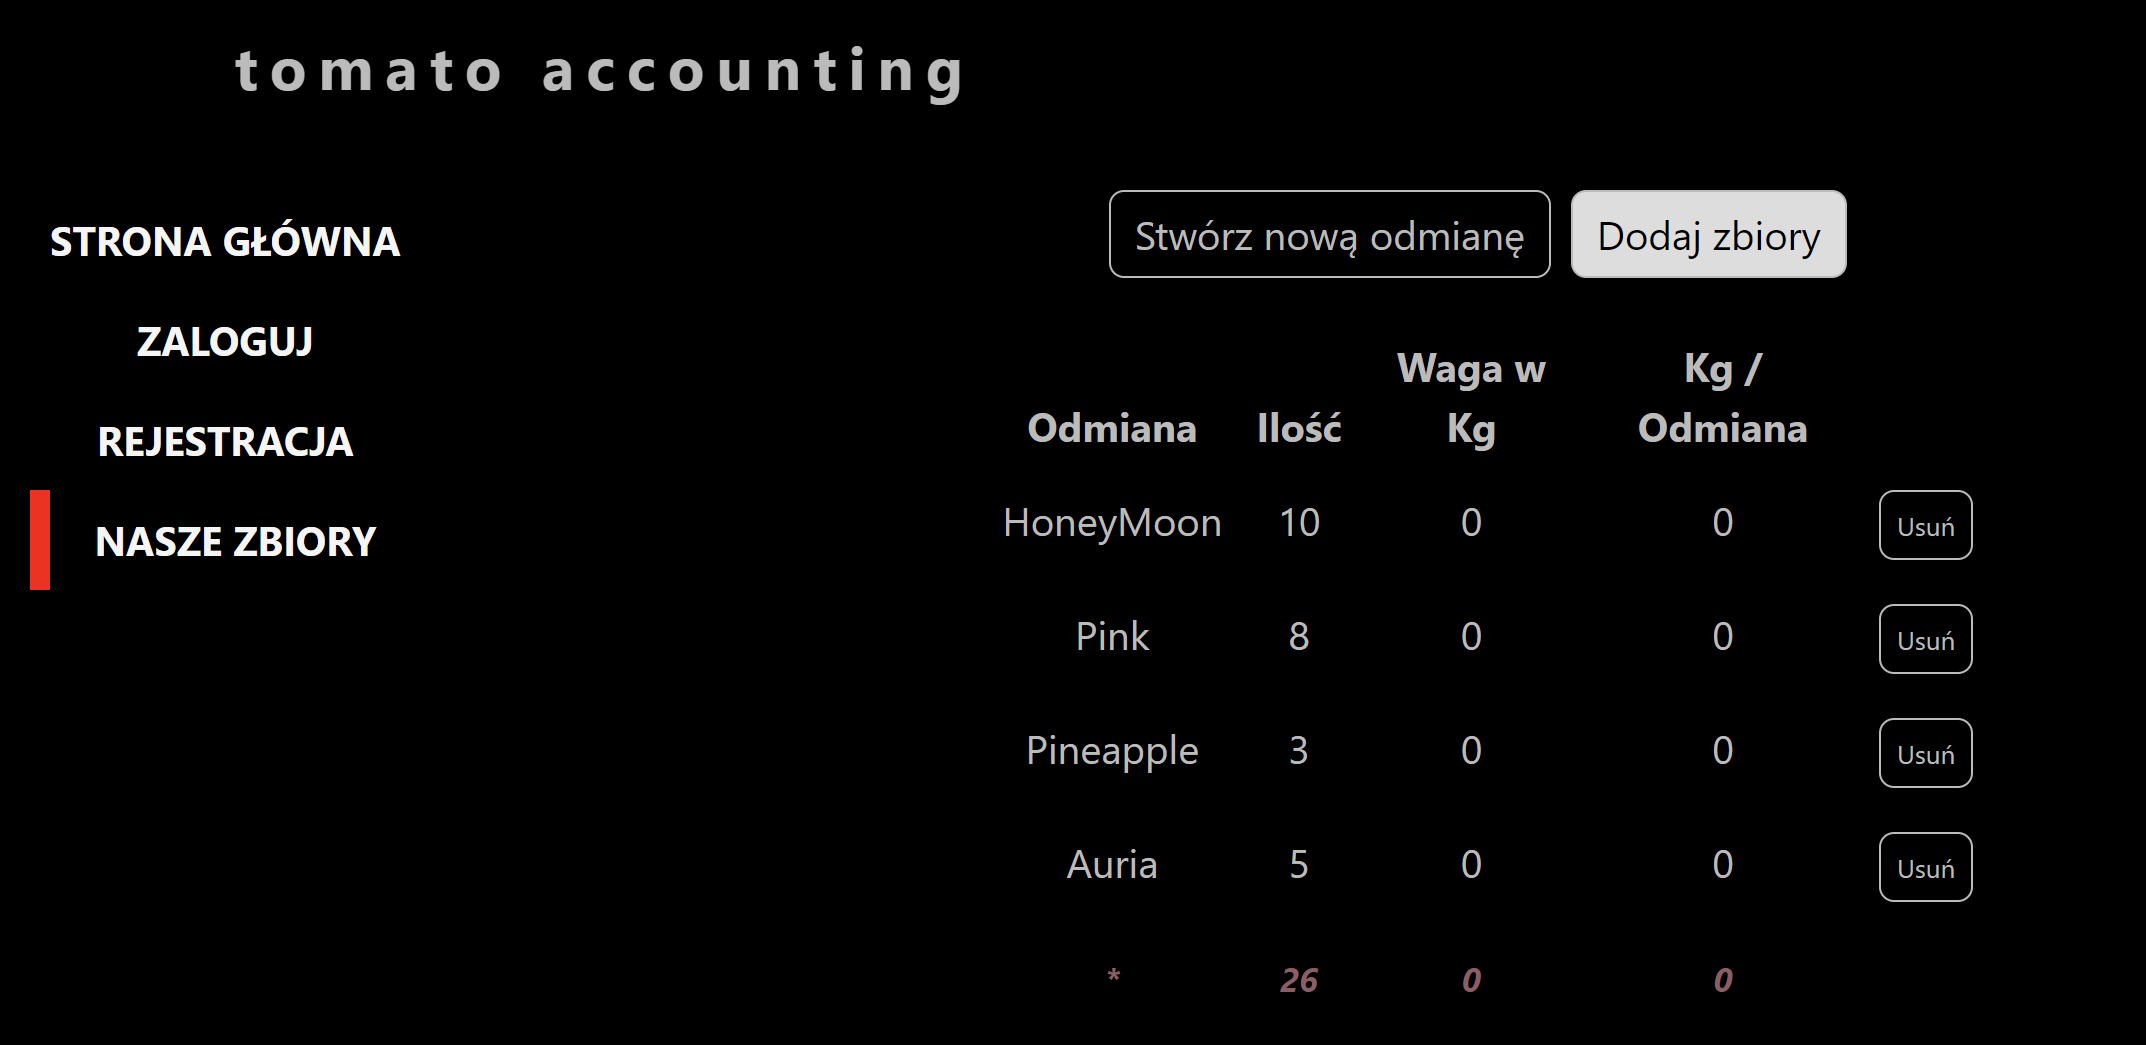 tomato accounting
STRONA GŁÓWNA
ZALOGUJ
REJESTRACJA
NASZE ZBIORY
Stwórz nową odmianę Dodaj zbiory
Odmiana Ilość Waga w Kg Kg / Odmiana
HoneyMoon 10 0 0 Usuń
Pink 8 0 0 Usuń
Pineapple 3 0 0 Usuń
Auria 5 0 0 Usuń
* 26 0 0